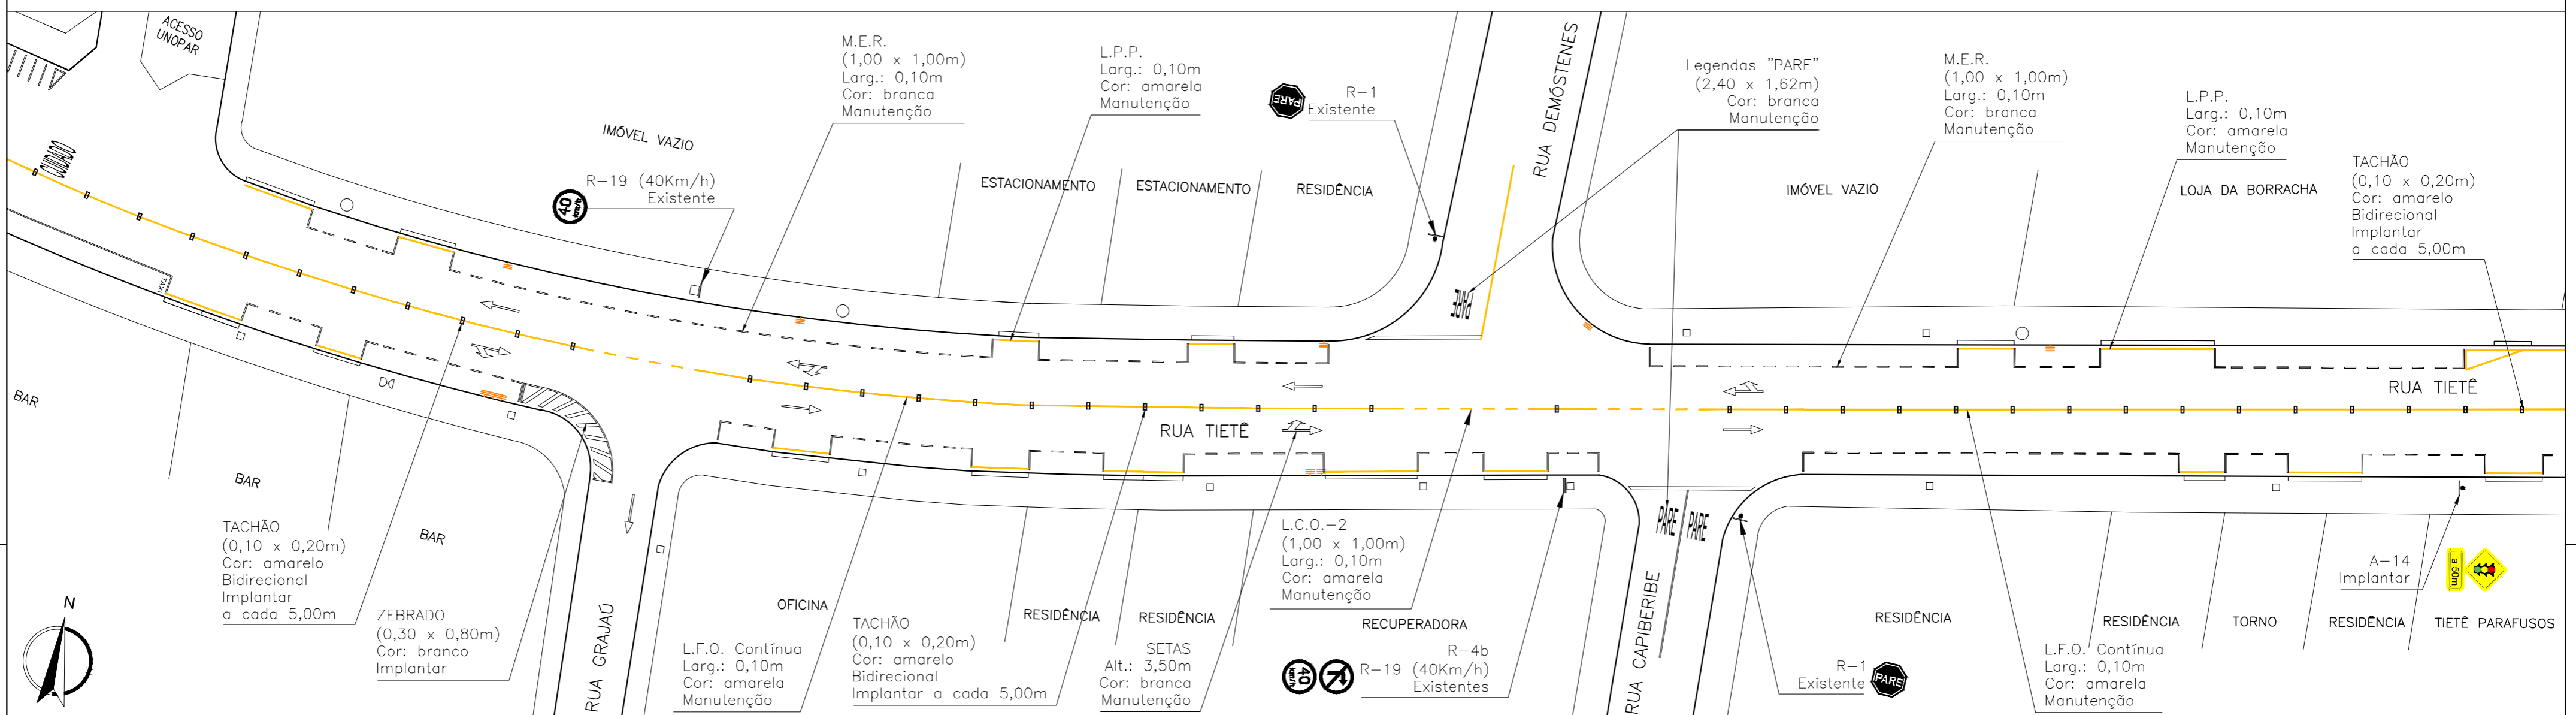 ACESSO
UNOPAR
IMÓVEL VAZIO
R-19 (40Km/h)
Existente
40
km/h
M.E.R.
(1,00 x 1,00m)
Larg.: 0,10m
Cor: branca
Manutenção
L.P.P.
Larg.: 0,10m
Cor: amarela
Manutenção
ESTACIONAMENTO
ESTACIONAMENTO
RESIDÊNCIA
PARE
R-1
Existente
RUA DEMÓSTENES
Legendas "PARE"
(2,40 x 1,62m)
Cor: branca
Manutenção
M.E.R.
(1,00 x 1,00m)
Larg.: 0,10m
Cor: branca
Manutenção
IMÓVEL VAZIO
L.P.P.
Larg.: 0,10m
Cor: amarela
Manutenção
LOJA DA BORRACHA
TACHÃO
(0,10 x 0,20m)
Cor: amarelo
Bidirecional
Implantar
a cada 5,00m
TAXI
PARE
RUA TIETÊ
RUA TIETÊ
BAR
BAR
BAR
TACHÃO
(0,10 x 0,20m)
Cor: amarelo
Bidirecional
Implantar
a cada 5,00m
N
ZEBRADO
(0,30 x 0,80m)
Cor: branco
Implantar
RUA GRAJAÚ
OFICINA
L.F.O. Contínua
Larg.: 0,10m
Cor: amarela
Manutenção
TACHÃO
(0,10 x 0,20m)
Cor: amarelo
Bidirecional
Implantar a cada 5,00m
RESIDÊNCIA
RESIDÊNCIA
SETAS
Alt.: 3,50m
Cor: branca
Manutenção
L.C.O.-2
(1,00 x 1,00m)
Larg.: 0,10m
Cor: amarela
Manutenção
RECUPERADORA
40
km/h
R-4b
R-19 (40Km/h)
Existentes
PARE
PARE
RUA CAPIBERIBE
R-1
Existente
PARE
RESIDÊNCIA
L.F.O. Contínua
Larg.: 0,10m
Cor: amarela
Manutenção
RESIDÊNCIA
TORNO
RESIDÊNCIA
TIETÊ PARAFUSOS
A-14
Implantar
a 50m